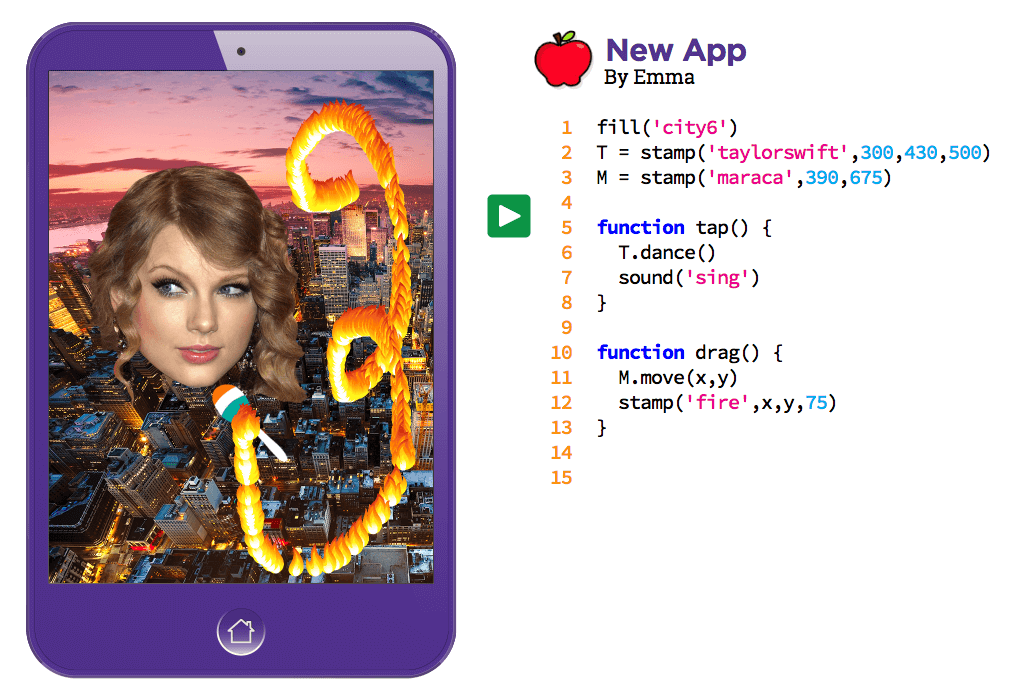 New App
By Emma
1 fill('city6')
2 T = stamp('taylorswift',300,430,500)
3 M = stamp('maraca',390,675)
4
5 function tap() {
6   T.dance()
7   sound('sing')
8 }
9
10 function drag() {
11   M.move(x,y)
12   stamp('fire',x,y,75)
13 }
14
15